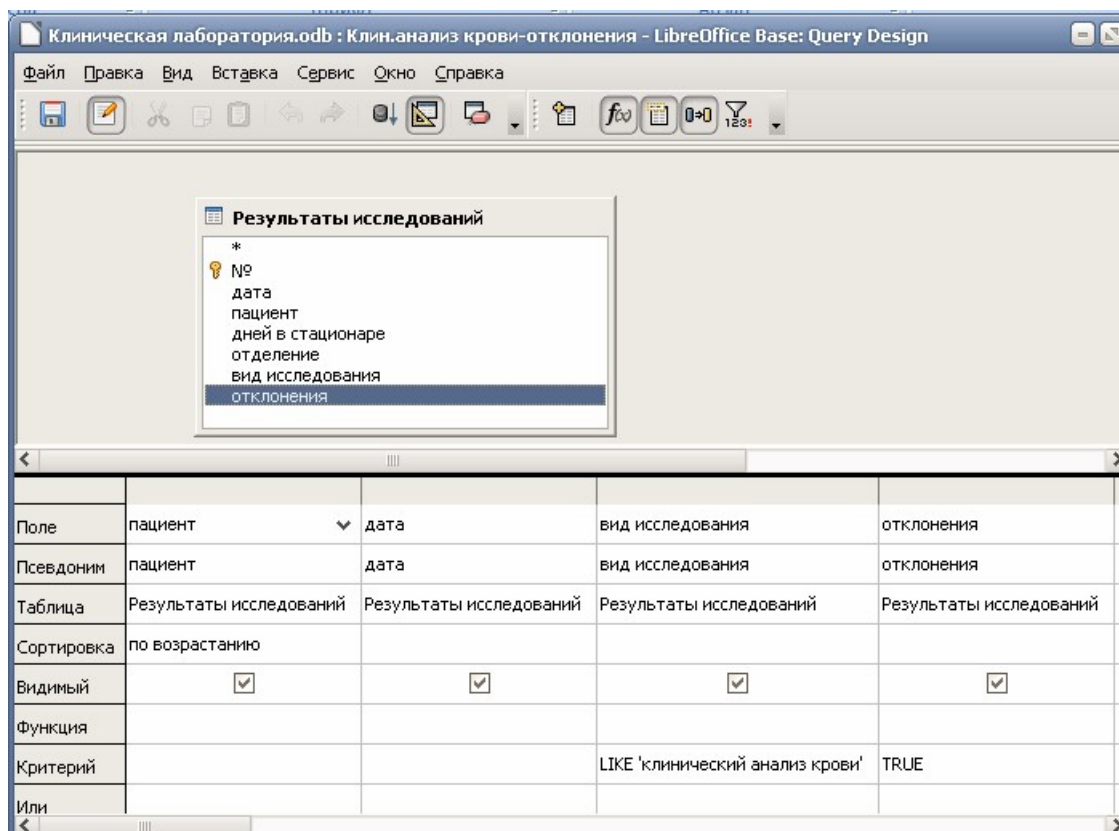 Клиническая лаборатория.odb : Клин.анализ крови-отклонения - LibreOffice Base: Query Design
Файл Правка Вид Вставка Сервис Окно Справка
f(x) 0⇒0 123!
Результаты исследований
*
№
дата
пациент
дней в стационаре
отделение
вид исследования
отклонения
Поле пациент дата вид исследования отклонения
Псевдоним пациент дата вид исследования отклонения
Таблица Результаты исследований Результаты исследований Результаты исследований Результаты исследований
Сортировка по возрастанию
Видимый
Функция
Критерий LIKE 'клинический анализ крови' TRUE
Или